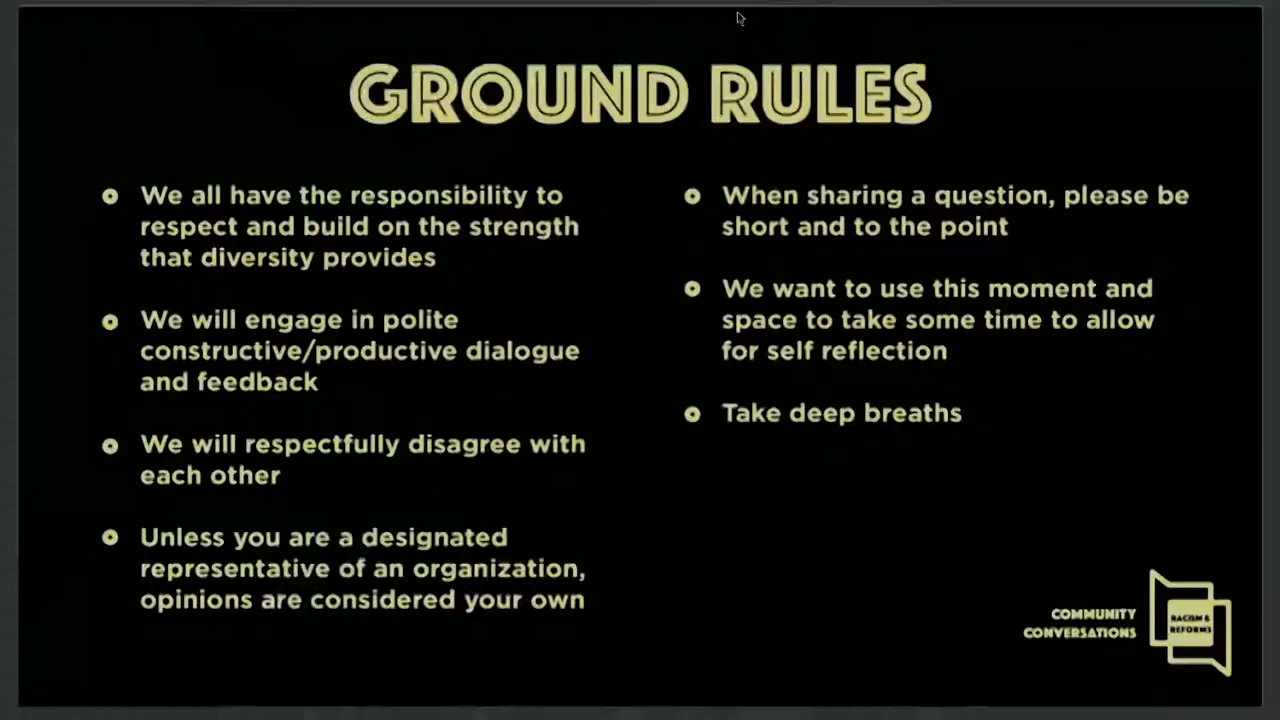 GROUND RULES
We all have the responsibility to
respect and build on the strength
that diversity provides
We will engage in polite
constructive/productive dialogue
and feedback
We will respectfully disagree with
each other
Unless you are a designated
representative of an organization,
opinions are considered your own
When sharing a question, please be
short and to the point
We want to use this moment and
space to take some time to allow
for self reflection
Take deep breaths
COMMUNITY
CONVERSATIONS
RACISM &
REFORMS